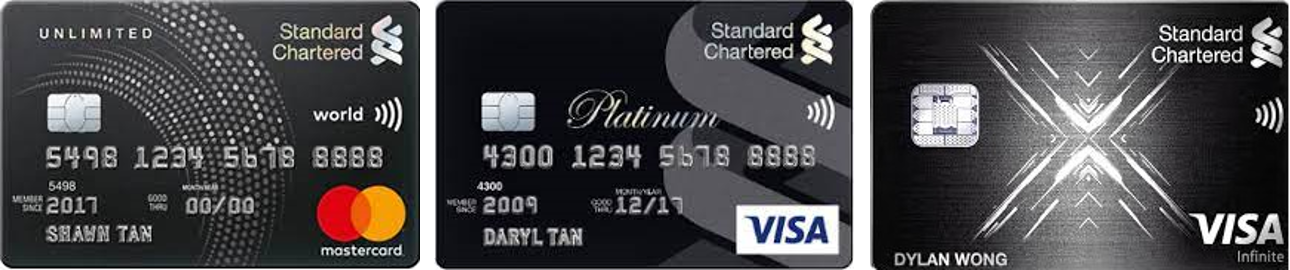 UNLIMITED
Standard
Chartered
world
5498 1234 5678 8888
5498
MONTH/YEAR
MEMBER
SINCE 2017
GOOD
THRU 00/00
SHAWN TAN
mastercard
Standard
Chartered
Platinum
4300 1234 5678 8888
4300
MONTH/YEAR
MEMBER
SINCE 2009
GOOD
THRU 12/17
DARYL TAN
VISA
Standard
Chartered
VISA
Infinite
DYLAN WONG